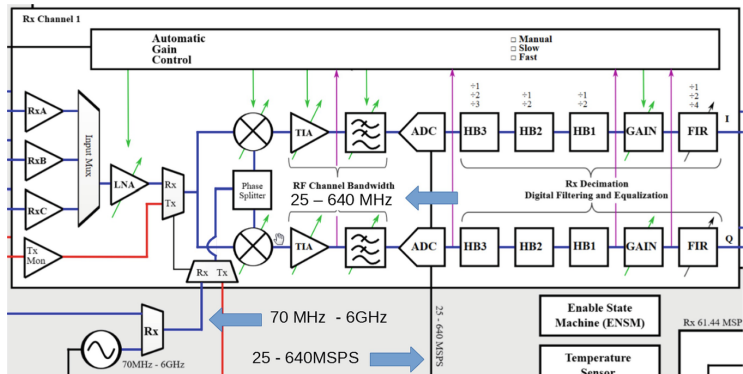 Rx Channel 1
Automatic
Gain
Control
□ Manual
□ Slow
□ Fast
RxA
RxB
RxC
Tx
Mon
Input Mux
LNA
Rx
Tx
Phase
Splitter
TIA
ADC
÷1
÷2
÷3
HB3
÷1
÷2
HB2
÷1
÷2
HB1
GAIN
÷1
÷2
÷4
FIR
I
RF Channel Bandwidth
25 – 640 MHz
Rx Decimation
Digital Filtering and Equalization
TIA
ADC
HB3
HB2
HB1
GAIN
FIR
Q
Rx Tx
70 MHz - 6GHz
Rx
70MHz - 6GHz
25 - 640MSPS
25 - 640 MSPS
Enable State
Machine (ENSM)
Temperature
Sensor
Rx 61.44 MSP